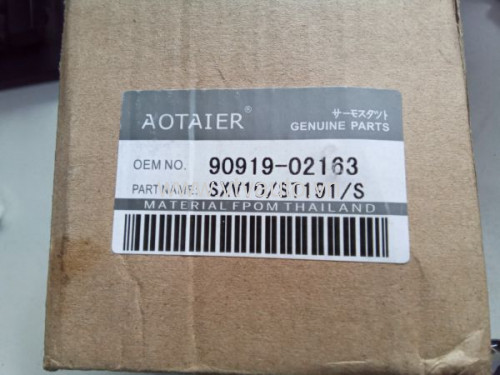 AOTAIER®
サーモスタット
GENUINE PARTS
OEM NO. 90919-02163
PART NAME: SXV10/ST191/S
MATERIAL FPOM THAILAND